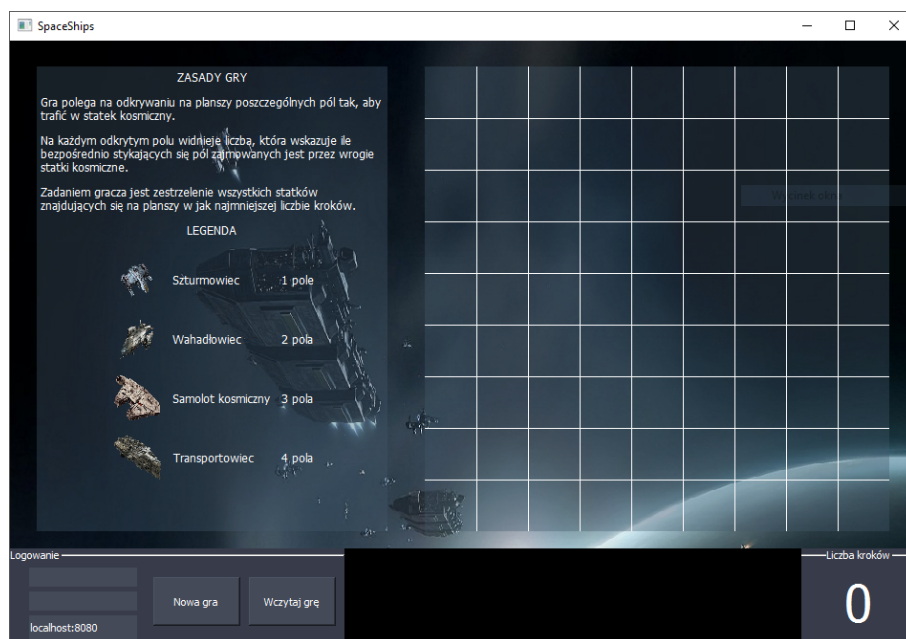 SpaceShips
ZASADY GRY
Gra polega na odkrywaniu na planszy poszczególnych pól tak, aby
trafić w statek kosmiczny.
Na każdym odkrytym polu widnieje liczba, która wskazuje ile
bezpośrednio stykających się pól zajmowanych jest przez wrogie
statki kosmiczne.
Zadaniem gracza jest zestrzelenie wszystkich statków
znajdujących się na planszy w jak najmniejszej liczbie kroków.
LEGENDA
Szturmowiec 1 pole
Wahadłowiec 2 pola
Samolot kosmiczny 3 pola
Transportowiec 4 pola
Wycinek okna
Logowanie
localhost:8080
Nowa gra
Wczytaj grę
Liczba kroków
0